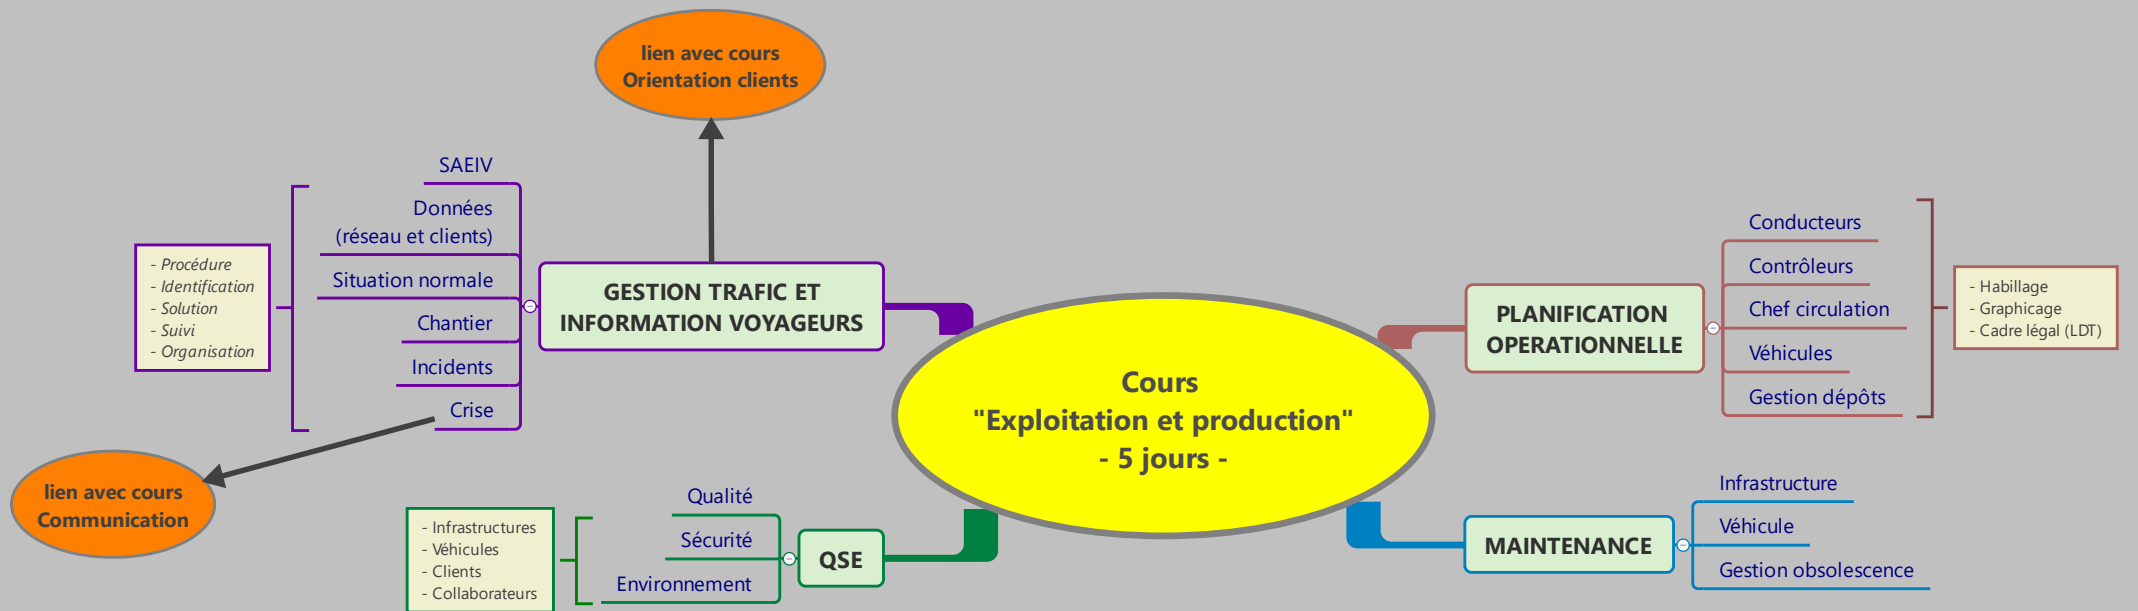 lien avec cours
Orientation clients
SAEIV
Données
(réseau et clients)
Situation normale
Chantier
Incidents
Crise
- Procédure
- Identification
- Solution
- Suivi
- Organisation
GESTION TRAFIC ET
INFORMATION VOYAGEURS
lien avec cours
Communication
Cours
"Exploitation et production"
- 5 jours -
PLANIFICATION
OPERATIONNELLE
Conducteurs
Contrôleurs
Chef circulation
Véhicules
Gestion dépôts
- Habillage
- Graphicage
- Cadre légal (LDT)
Qualité
Sécurité
Environnement
- Infrastructures
- Véhicules
- Clients
- Collaborateurs
QSE
MAINTENANCE
Infrastructure
Véhicule
Gestion obsolescence